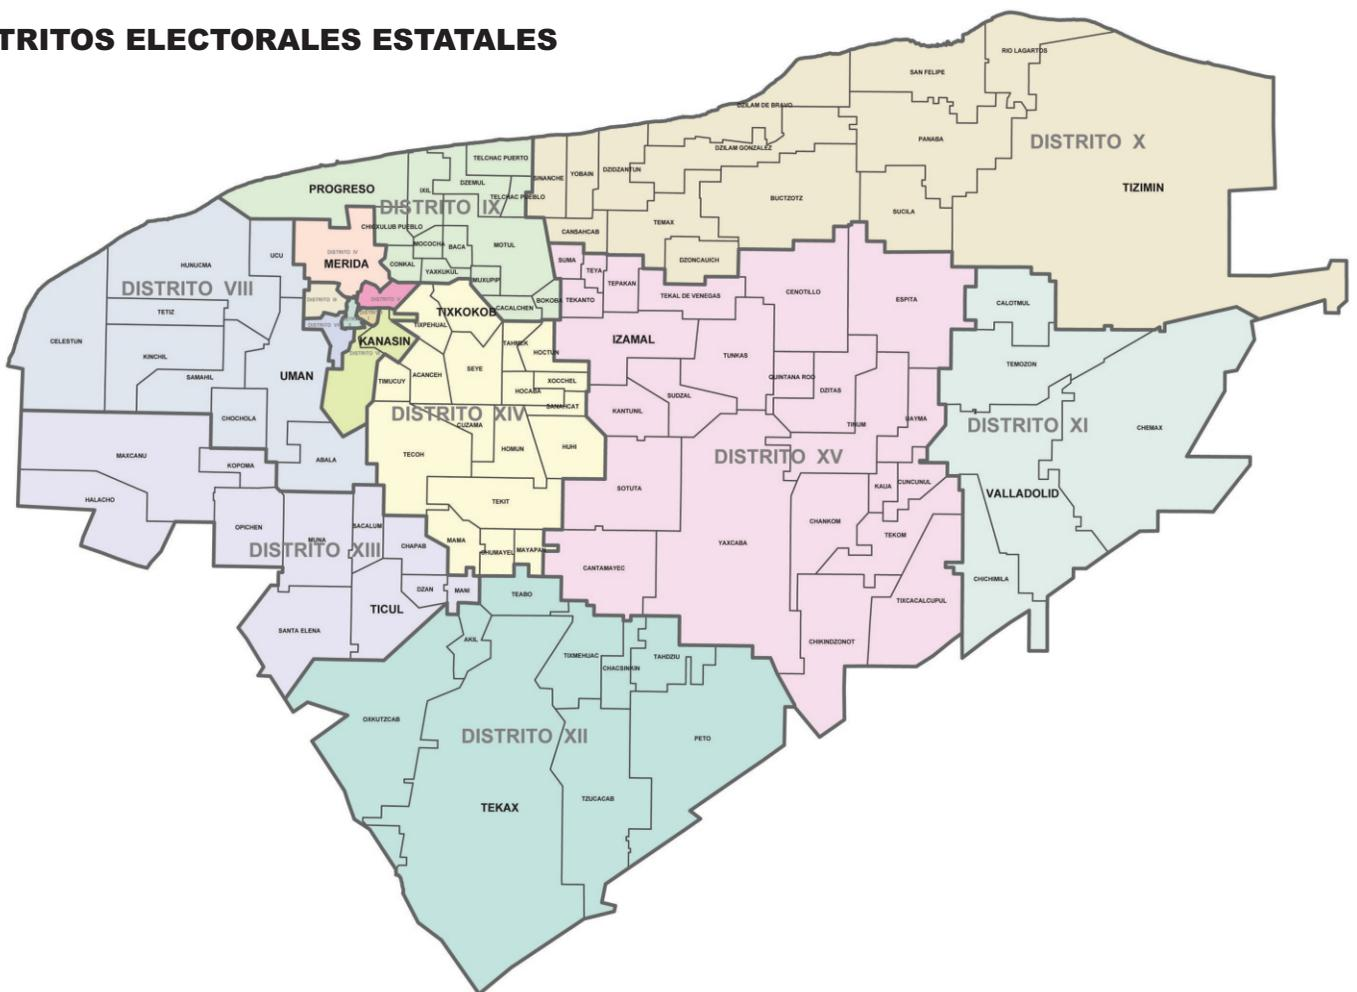 TRITOS ELECTORALES ESTATALES
RIO LAGARTOS
SAN FELIPE
DZILAM DE BRAVO
PANABA
DISTRITO X
DZILAM GONZALEZ
TELCHAC PUERTO
TIZIMIN
SINANCHE
YOBAIN
DZIDZANTUN
PROGRESO
IXIL
DZEMUL
TELCHAC PUEBLO
BUCTZOTZ
DISTRITO IX
SUCILA
CHICXULUB PUEBLO
TEMAX
CANSAHCAB
MOCOCHA
BACA
MOTUL
DISTRITO IV
UCU
MERIDA
HUNUCMA
CONKAL
YAXKUKUL
SUMA
TEYA
DZONCAUICH
MUXUPIP
TEPAKAN
DISTRITO VIII
DISTRITO III
DISTRITO V
BOKOBA
TEKANTO
TEKAL DE VENEGAS
CENOTILLO
ESPITA
CALOTMUL
CACALCHEN
TETIZ
TIXKOKOB
TIXPEHUAL
CELESTUN
KANASIN
TAHMEK
IZAMAL
KINCHIL
HOCTUN
TUNKAS
TEMOZON
SEYE
UMAN
SAMAHIL
TIMUCUY
ACANCEH
XOCCHEL
QUINTANA ROO
HOCABA
DZITAS
SUDZAL
SANAHCAT
KANTUNIL
CHOCHOLA
DISTRITO XIV
UAYMA
CUZAMA
TINUM
DISTRITO XI
CHEMAX
HOMUN
HUHI
MAXCANU
TECOH
DISTRITO XV
ABALA
KOPOMA
CUNCUNUL
KAUA
SOTUTA
VALLADOLID
HALACHO
TEKIT
CHANKOM
OPICHEN
SACALUM
TEKOM
MUNA
MAMA
YAXCABA
CHAPAB
DISTRITO XIII
CHUMAYEL
MAYAPAN
CANTAMAYEC
CHICHIMILA
DZAN
MANI
TEABO
TIXCACALCUPUL
TICUL
SANTA ELENA
AKIL
CHIKINDZONOT
TIXMEHUAC
TAHDZIU
CHACSINKIN
OXKUTZCAB
DISTRITO XII
PETO
TZUCACAB
TEKAX